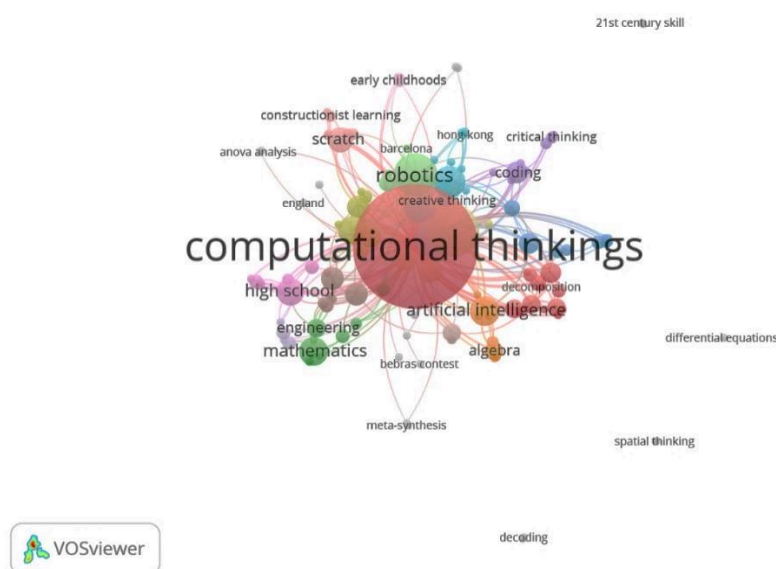 21st century skill
early childhoods
constructionist learning
scratch
hong-kong
critical thinking
anova analysis
barcelona
robotics
coding
england
creative thinking
computational thinkings
high school
decomposition
artificial intelligence
engineering
mathematics
algebra
differential equations
bebras contest
meta-synthesis
spatial thinking
decoding
VOSviewer